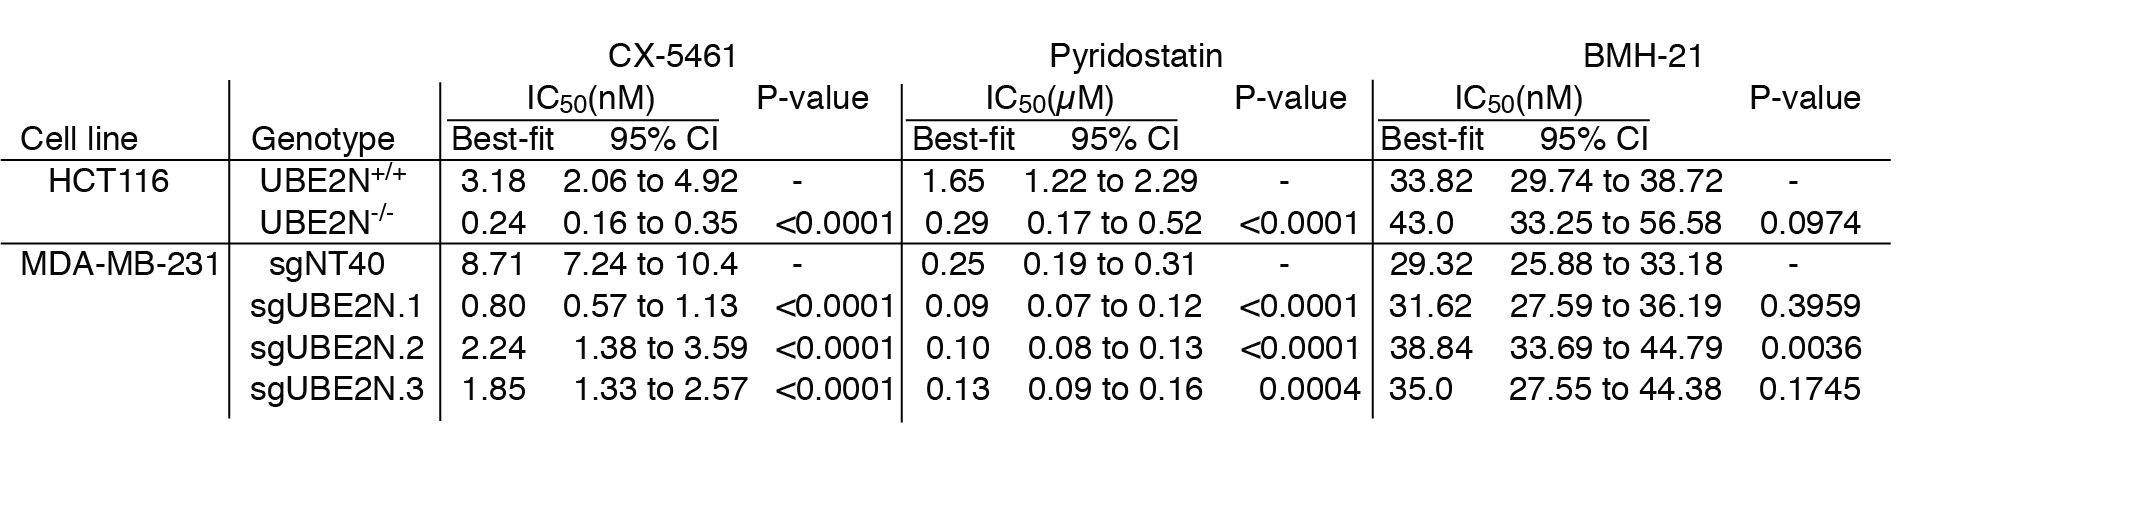 CX-5461 Pyridostatin BMH-21
IC50(nM) P-value IC50(µM) P-value IC50(nM) P-value
Cell line Genotype Best-fit 95% CI Best-fit 95% CI Best-fit 95% CI
HCT116 UBE2N+/+ 3.18 2.06 to 4.92 - 1.65 1.22 to 2.29 - 33.82 29.74 to 38.72 -
UBE2N-/- 0.24 0.16 to 0.35 <0.0001 0.29 0.17 to 0.52 <0.0001 43.0 33.25 to 56.58 0.0974
MDA-MB-231 sgNT40 8.71 7.24 to 10.4 - 0.25 0.19 to 0.31 - 29.32 25.88 to 33.18 -
sgUBE2N.1 0.80 0.57 to 1.13 <0.0001 0.09 0.07 to 0.12 <0.0001 31.62 27.59 to 36.19 0.3959
sgUBE2N.2 2.24 1.38 to 3.59 <0.0001 0.10 0.08 to 0.13 <0.0001 38.84 33.69 to 44.79 0.0036
sgUBE2N.3 1.85 1.33 to 2.57 <0.0001 0.13 0.09 to 0.16 0.0004 35.0 27.55 to 44.38 0.1745